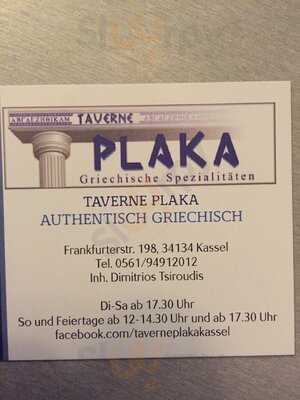 TAVERNE
PLAKA
Griechische Spezialitäten
TAVERNE PLAKA
AUTHENTISCH GRIECHISCH
Frankfurterstr. 198, 34134 Kassel
Tel. 0561/94912012
Inh. Dimitrios Tsiroudis
Di-Sa ab 17.30 Uhr
So und Feiertage ab 12-14.30 Uhr und ab 17.30 Uhr
facebook.com/taverneplakakassel